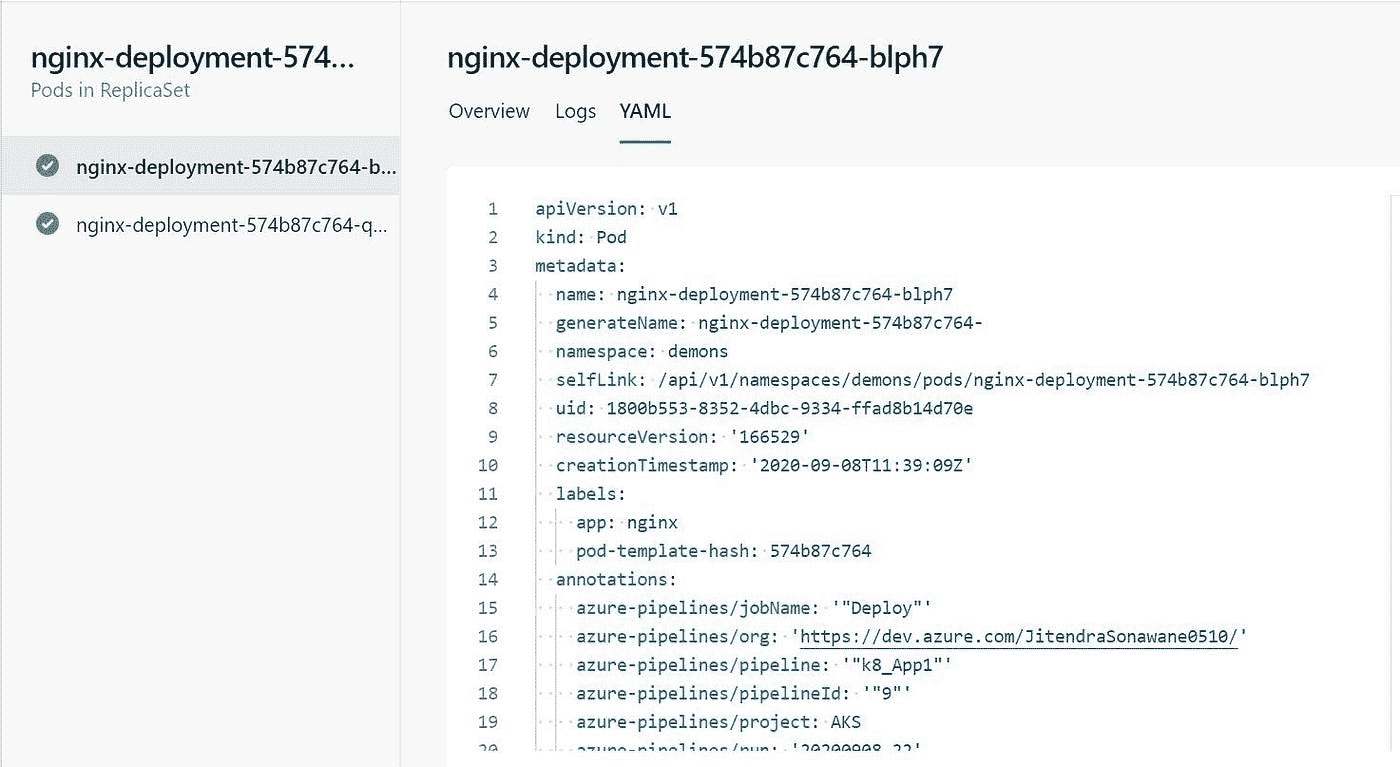 nginx-deployment-574...
Pods in ReplicaSet
nginx-deployment-574b87c764-b...
nginx-deployment-574b87c764-q...
nginx-deployment-574b87c764-blph7
Overview Logs YAML
1 apiVersion: v1
2 kind: Pod
3 metadata:
4 name: nginx-deployment-574b87c764-blph7
5 generateName: nginx-deployment-574b87c764-
6 namespace: demons
7 selfLink: /api/v1/namespaces/demons/pods/nginx-deployment-574b87c764-blph7
8 uid: 1800b553-8352-4dbc-9334-ffad8b14d70e
9 resourceVersion: '166529'
10 creationTimestamp: '2020-09-08T11:39:09Z'
11 labels:
12 app: nginx
13 pod-template-hash: 574b87c764
14 annotations:
15 azure-pipelines/jobName: '"Deploy"'
16 azure-pipelines/org: 'https://dev.azure.com/JitendraSonawane0510/'
17 azure-pipelines/pipeline: '"k8_App1"'
18 azure-pipelines/pipelineId: '"9"'
19 azure-pipelines/project: AKS
20 azure-pipelines/run: '20200908.22'